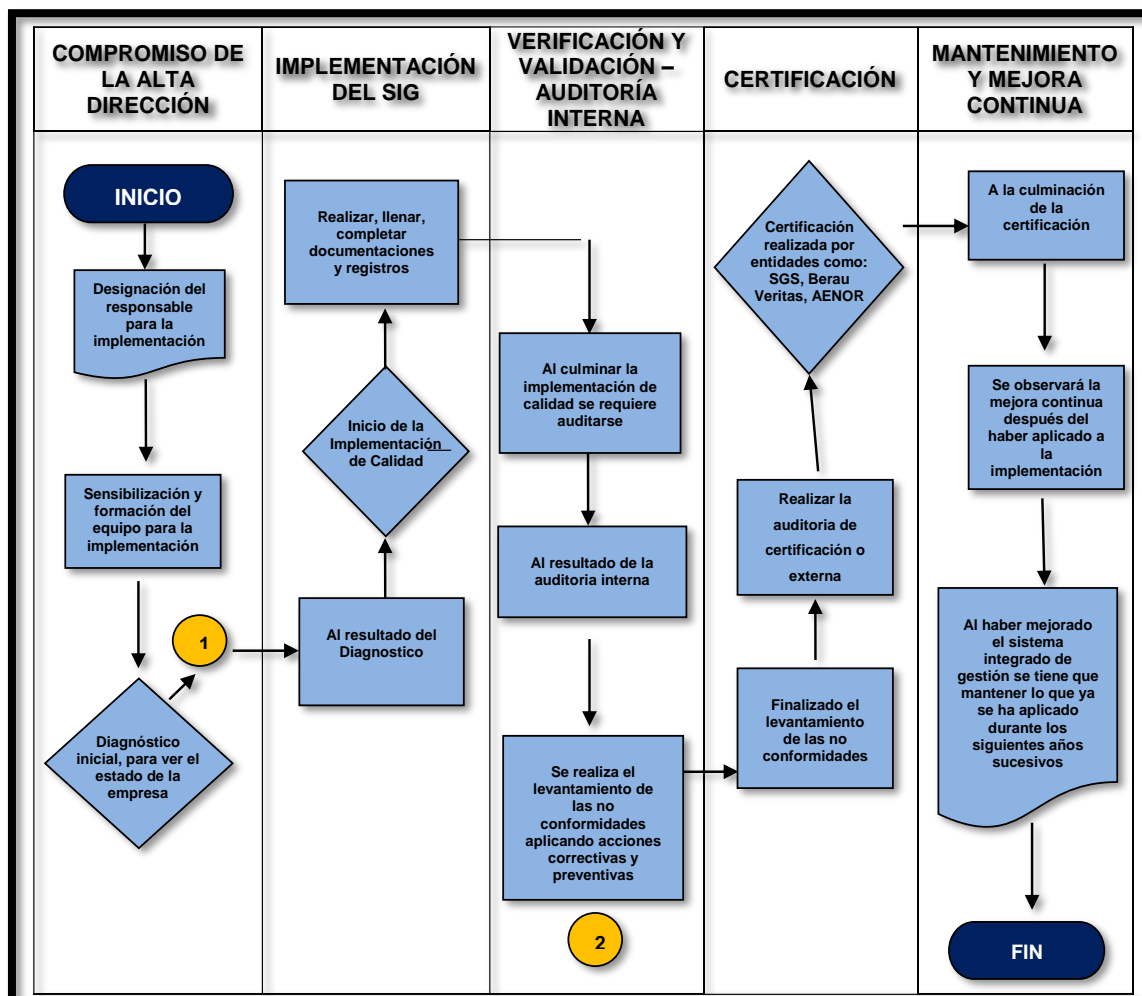 COMPROMISO DE
LA ALTA
DIRECCIÓN
IMPLEMENTACIÓN
DEL SIG
VERIFICACIÓN Y
VALIDACIÓN –
AUDITORÍA
INTERNA
CERTIFICACIÓN
MANTENIMIENTO
Y MEJORA
CONTINUA
INICIO
Designación del
responsable
para la
implementación
Sensibilización y
formación del
equipo para la
implementación
Diagnóstico
inicial, para ver el
estado de la
empresa
1
Realizar, llenar,
completar
documentaciones
y registros
Inicio de la
Implementación
de Calidad
Al resultado del
Diagnostico
Al culminar la
implementación de
calidad se requiere
auditarse
Al resultado de la
auditoria interna
Se realiza el
levantamiento de
las no
conformidades
aplicando acciones
correctivas y
preventivas
2
Certificación
realizada por
entidades como:
SGS, Berau
Veritas, AENOR
Realizar la
auditoria de
certificación o
externa
Finalizado el
levantamiento
de las no
conformidades
A la culminación
de la
certificación
Se observará la
mejora continua
después del
haber aplicado a
la
implementación
Al haber mejorado
el sistema
integrado de
gestión se tiene que
mantener lo que ya
se ha aplicado
durante los
siguientes años
sucesivos
FIN